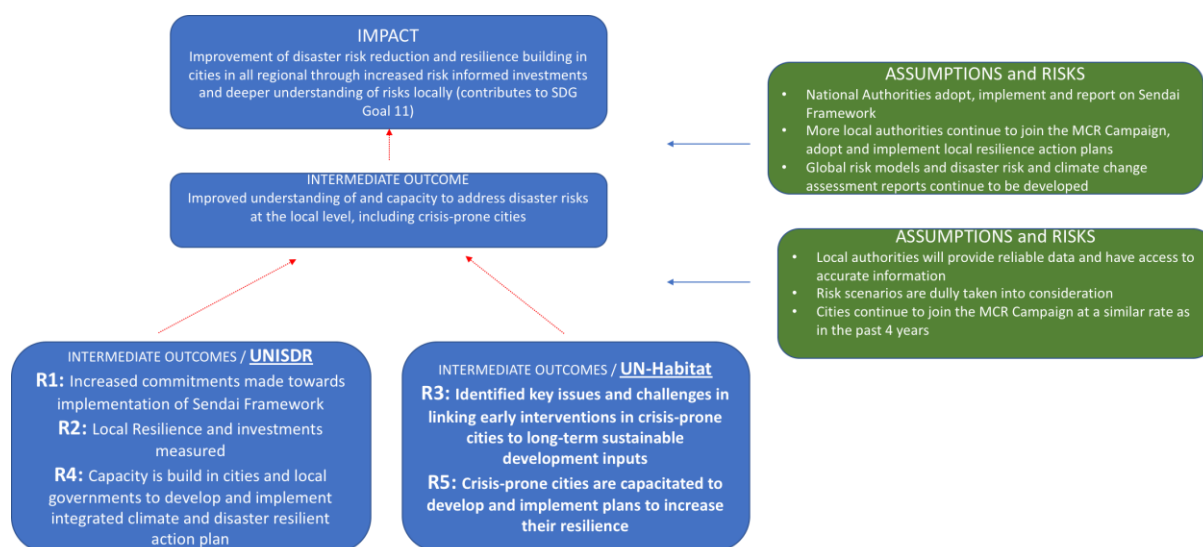 IMPACT
Improvement of disaster risk reduction and resilience building in
cities in all regional through increased risk informed investments
and deeper understanding of risks locally (contributes to SDG
Goal 11)
ASSUMPTIONS and RISKS
• National Authorities adopt, implement and report on Sendai
Framework
• More local authorities continue to join the MCR Campaign,
adopt and implement local resilience action plans
• Global risk models and disaster risk and climate change
assessment reports continue to be developed
INTERMEDIATE OUTCOME
Improved understanding of and capacity to address disaster risks
at the local level, including crisis-prone cities
ASSUMPTIONS and RISKS
• Local authorities will provide reliable data and have access to
accurate information
• Risk scenarios are dully taken into consideration
• Cities continue to join the MCR Campaign at a similar rate as
in the past 4 years
INTERMEDIATE OUTCOMES / UNISDR
R1: Increased commitments made towards
implementation of Sendai Framework
R2: Local Resilience and investments
measured
R4: Capacity is build in cities and local
governments to develop and implement
integrated climate and disaster resilient
action plan
INTERMEDIATE OUTCOMES / UN-Habitat
R3: Identified key issues and challenges in
linking early interventions in crisis-prone
cities to long-term sustainable
development inputs
R5: Crisis-prone cities are capacitated to
develop and implement plans to increase
their resilience